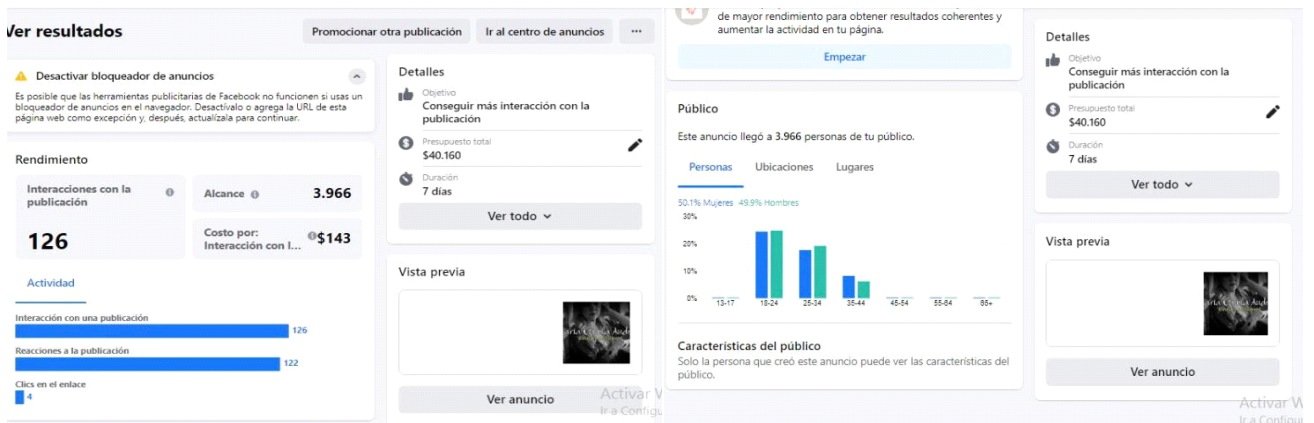 Ver resultados
Promocionar otra publicación
Ir al centro de anuncios
Desactivar bloqueador de anuncios
Es posible que las herramientas publicitarias de Facebook no funcionen si usas un
bloqueador de anuncios en el navegador. Desactívalo o agrega la URL de esta
página web como excepción y, después, actualízala para continuar.
Rendimiento
Interacciones con la
publicación
126
Alcance
3.966
Costo por:
Interacción con l...
$143
Actividad
Interacción con una publicación
126
Reacciones a la publicación
122
Clics en el enlace
4
Detalles
Objetivo
Conseguir más interacción con la
publicación
Presupuesto total
$40.160
Duración
7 días
Ver todo
Vista previa
Ver anuncio
Activar W
Ir a Configu
de mayor rendimiento para obtener resultados coherentes y
aumentar la actividad en tu página.
Empezar
Público
Este anuncio llegó a 3.966 personas de tu público.
Personas
Ubicaciones
Lugares
50.1% Mujeres 49.9% Hombres
30%
20%
10%
0%
13-17 18-24 25-34 35-44 45-54 55-64 65+
Características del público
Solo la persona que creó este anuncio puede ver las características del
público.
Detalles
Objetivo
Conseguir más interacción con la
publicación
Presupuesto total
$40.160
Duración
7 días
Ver todo
Vista previa
Ver anuncio
Activar W
Ir a Configu